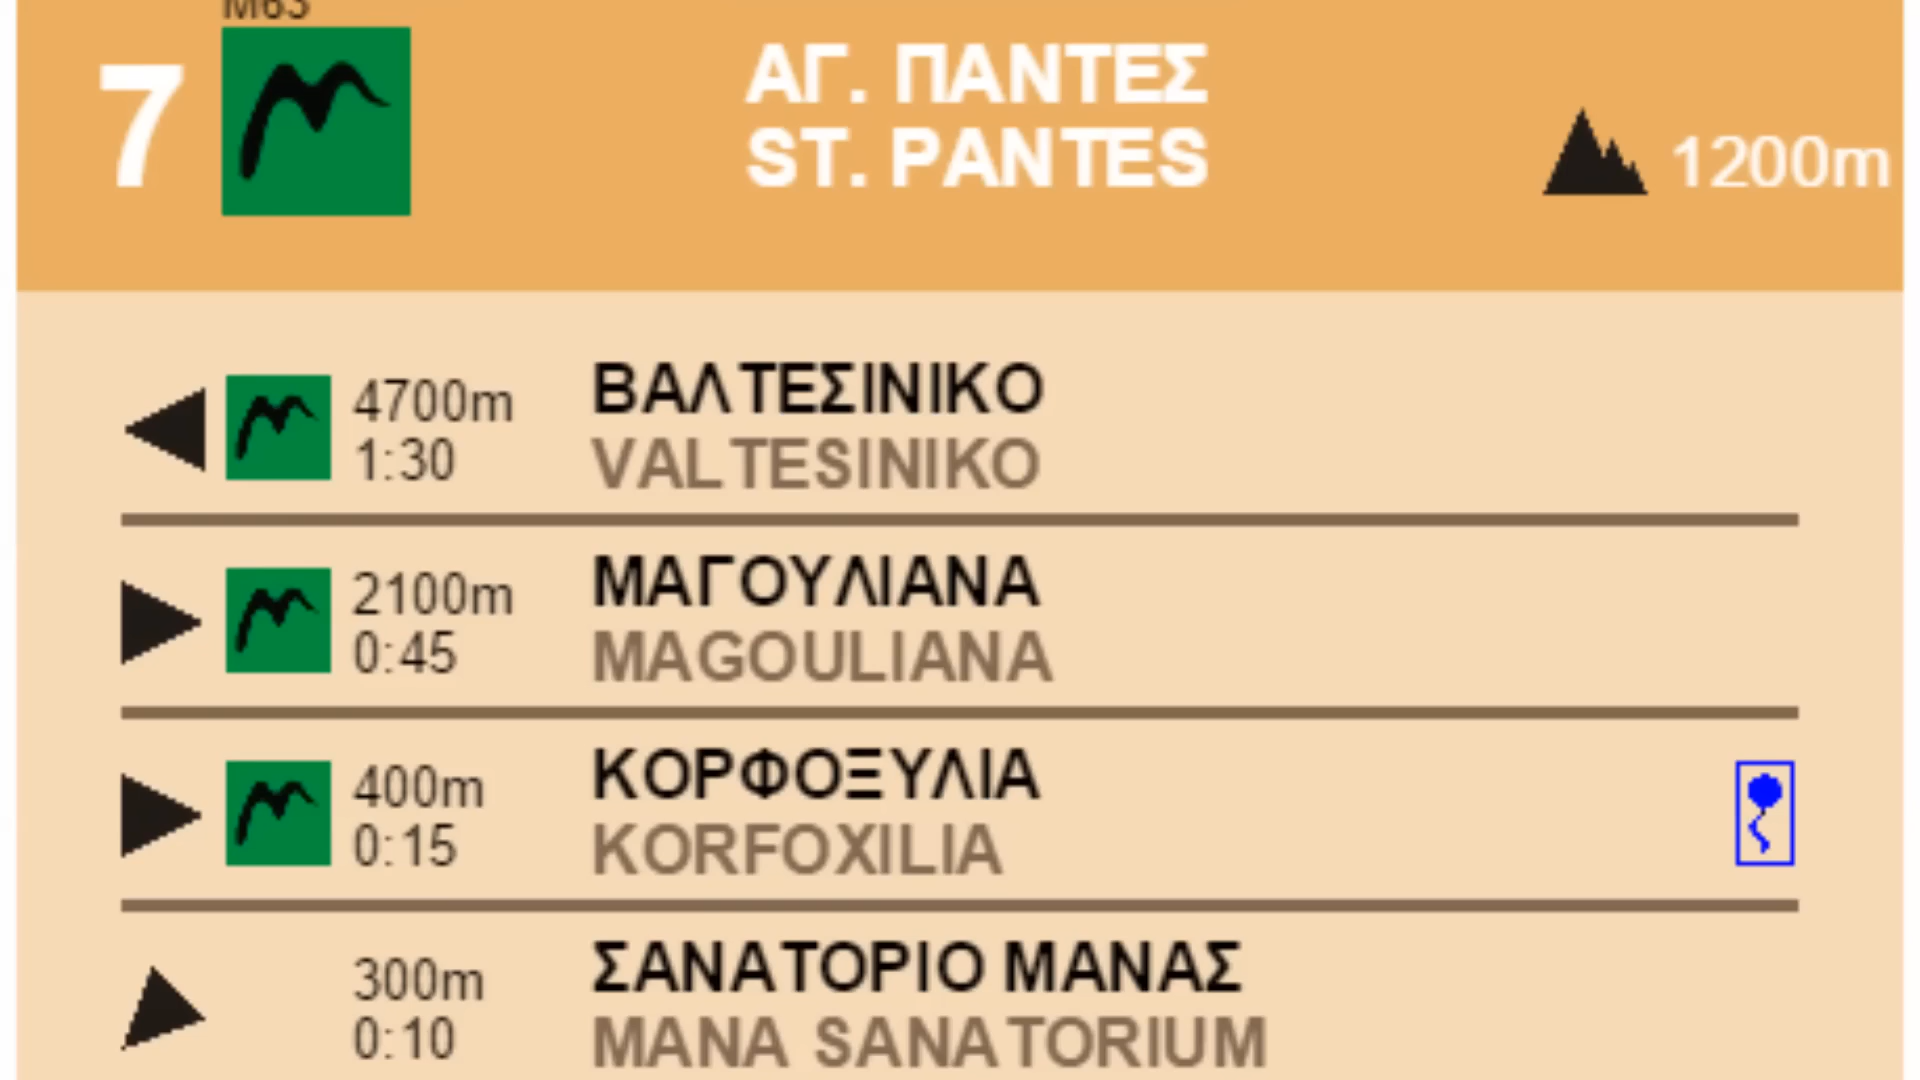 M63
7
ΑΓ. ΠΑΝΤΕΣ
ST. PANTES
1200m
4700m
1:30
ΒΑΛΤΕΣΙΝΙΚΟ
VALTESINIKO
2100m
0:45
ΜΑΓΟΥΛΙΑΝΑ
MAGOULIANA
400m
0:15
ΚΟΡΦΟΞΥΛΙΑ
KORFOXILIA
300m
0:10
ΣΑΝΑΤΟΡΙΟ ΜΑΝΑΣ
MANA SANATORIUM